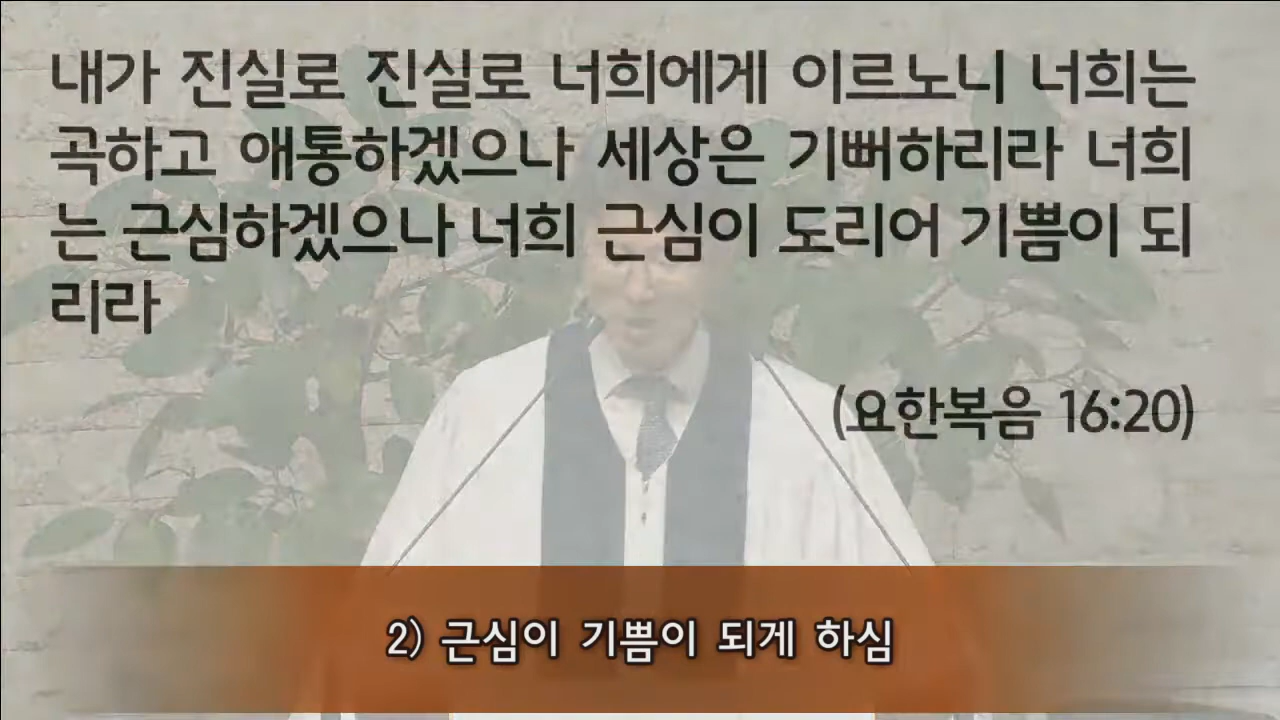 내가 진실로 진실로 너희에게 이르노니 너희는
곡하고 애통하겠으나 세상은 기뻐하리라 너희
는 근심하겠으나 너희 근심이 도리어 기쁨이 되
리라
(요한복음 16:20)
2) 근심이 기쁨이 되게 하심